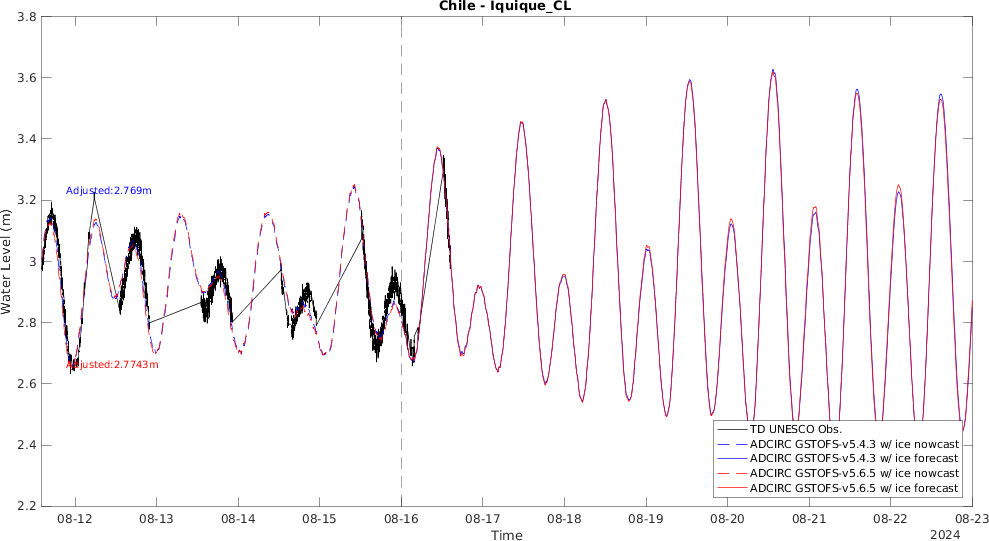 Chile - Iquique_CL
3.8
3.6
3.4
3.2
3
2.8
2.6
2.4
2.2
Water Level (m)
Adjusted:2.769m
Adjusted:2.7743m
TD UNESCO Obs.
ADCIRC GSTOFS-v5.4.3 w/ ice nowcast
ADCIRC GSTOFS-v5.4.3 w/ ice forecast
ADCIRC GSTOFS-v5.6.5 w/ ice nowcast
ADCIRC GSTOFS-v5.6.5 w/ ice forecast
08-12 08-13 08-14 08-15 08-16 08-17 08-18 08-19 08-20 08-21 08-22 08-23
Time
2024